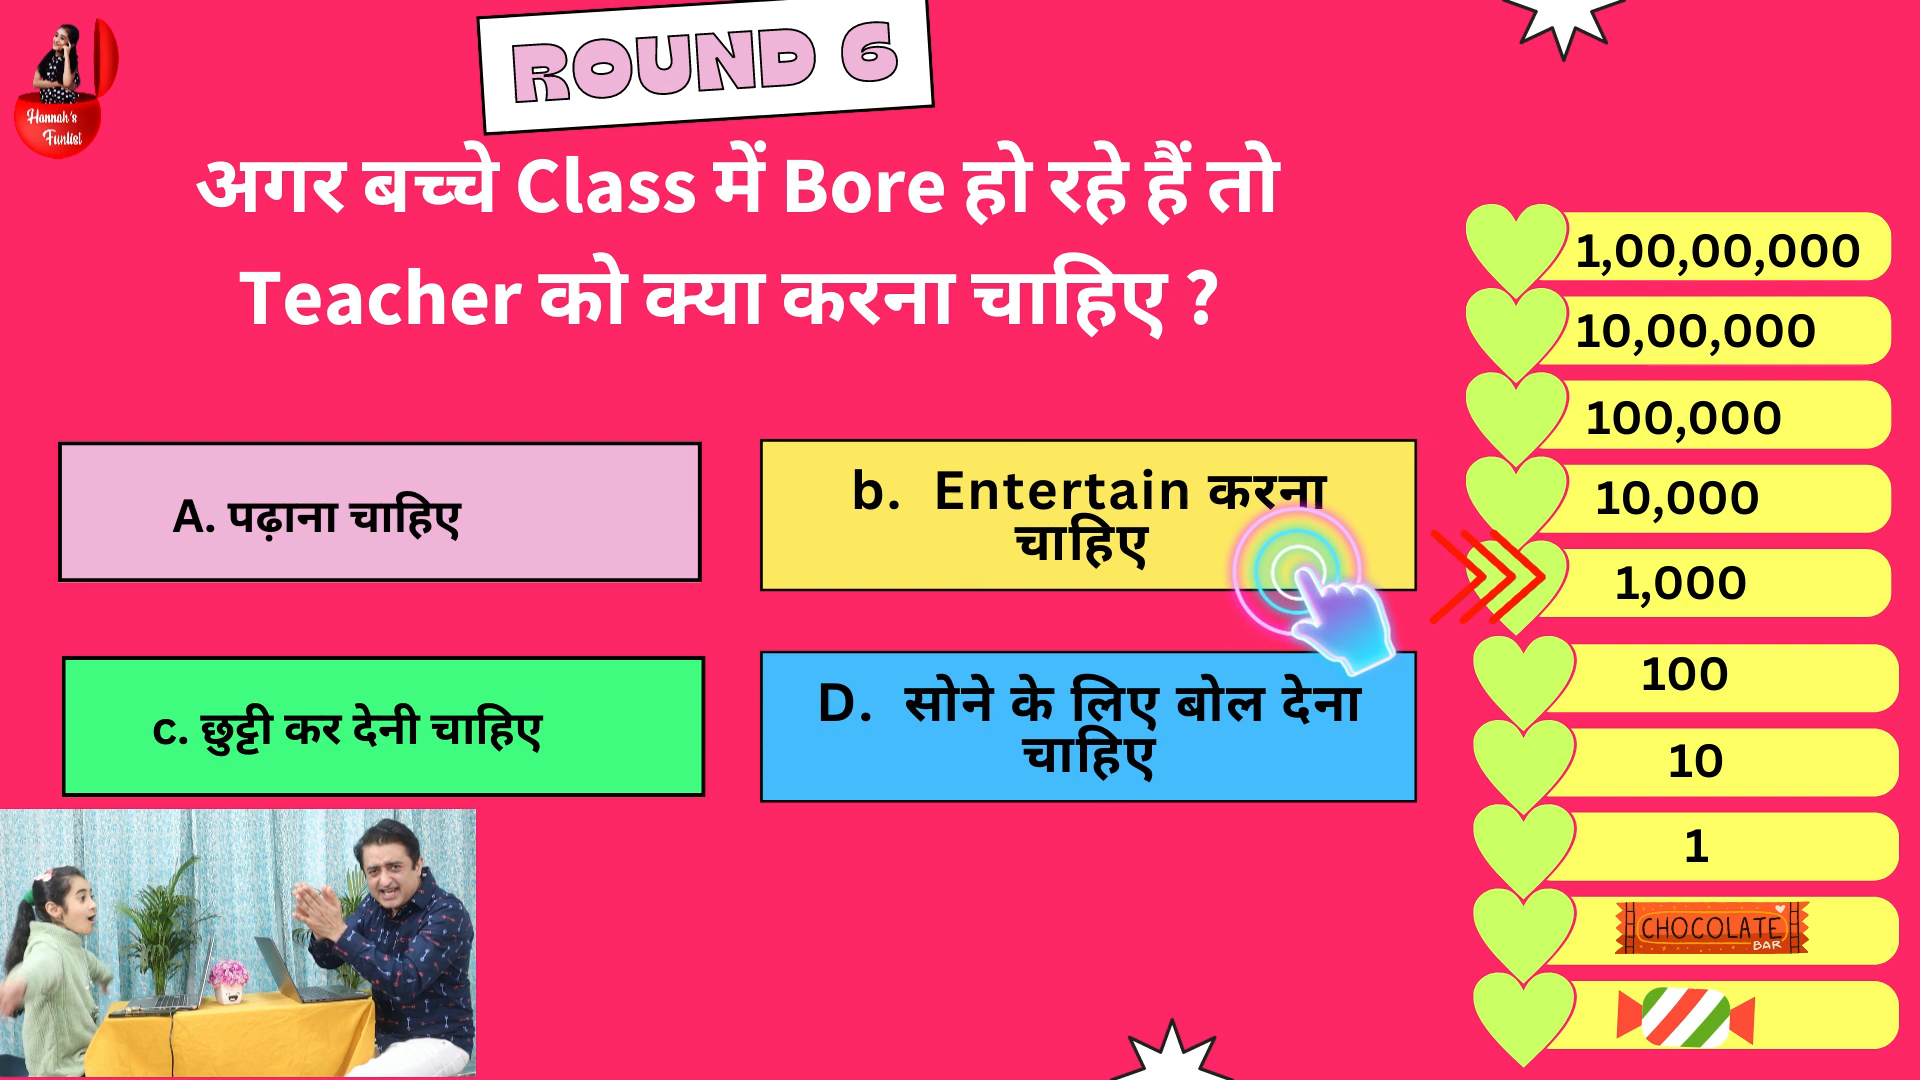 Hannah's
Funlist
ROUND 6
अगर बच्चे Class में Bore हो रहे हैं तो
Teacher को क्या करना चाहिए ?
A. पढ़ाना चाहिए
b. Entertain करना
चाहिए
c. छुट्टी कर देनी चाहिए
D. सोने के लिए बोल देना
चाहिए
1,00,00,000
10,00,000
100,000
10,000
1,000
100
10
1
CHOCOLATE
BAR